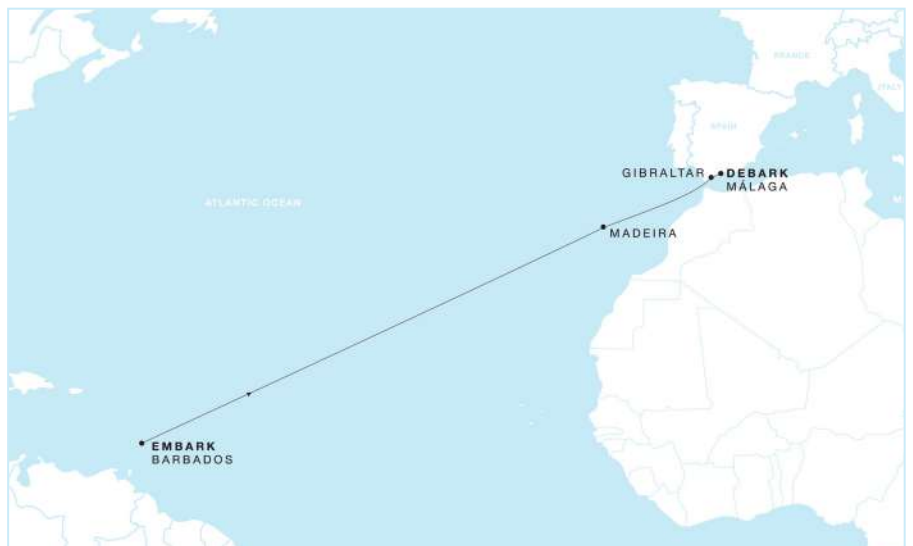 FRANCE
ITALY
SPAIN
GIBRALTAR
DEBARK
MÁLAGA
ATLANTIC OCEAN
MADEIRA
EMBARK
BARBADOS